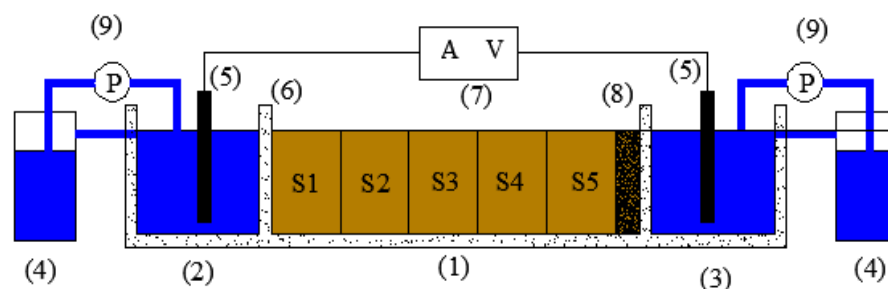 (9) (9)
A V
P (5) (6) (7) (5) (8) P
S1 S2 S3 S4 S5
(4) (2) (1) (3) (4)